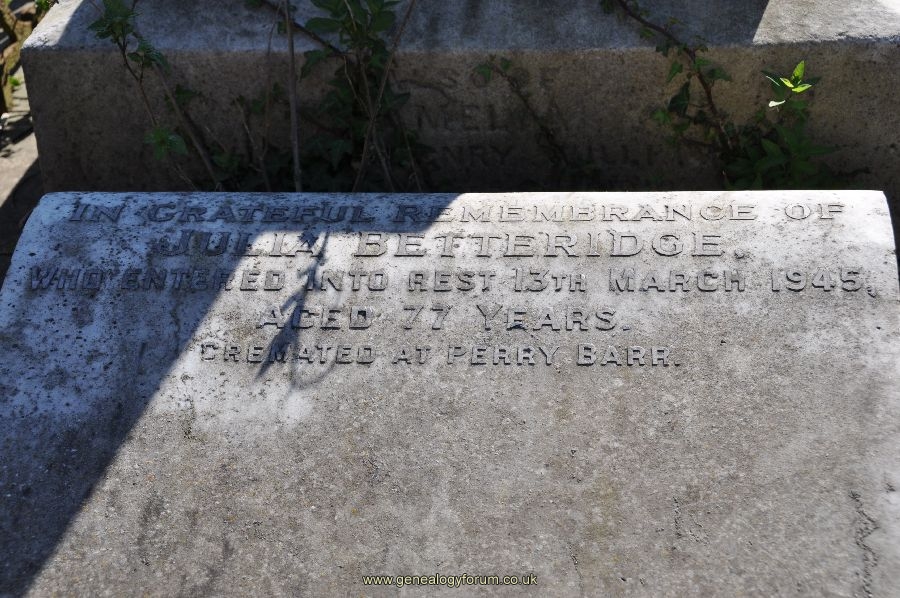 IN GRATEFUL REMEMBRANCE OF
JULIA BETTERIDGE.
WHO ENTERED INTO REST 13TH MARCH 1945,
AGED 77 YEARS.
CREMATED AT PERRY BARR.
www.genealogyforum.co.uk